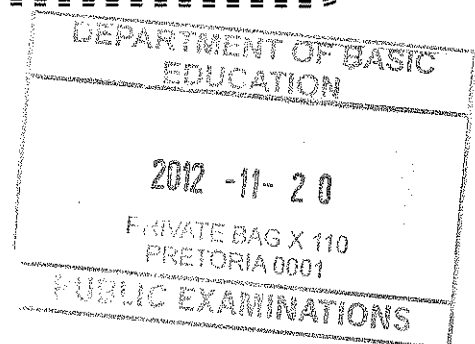 DEPARTMENT OF BASIC
EDUCATION
2012 -11- 20
PRIVATE BAG X 110
PRETORIA 0001
PUBLIC EXAMINATIONS